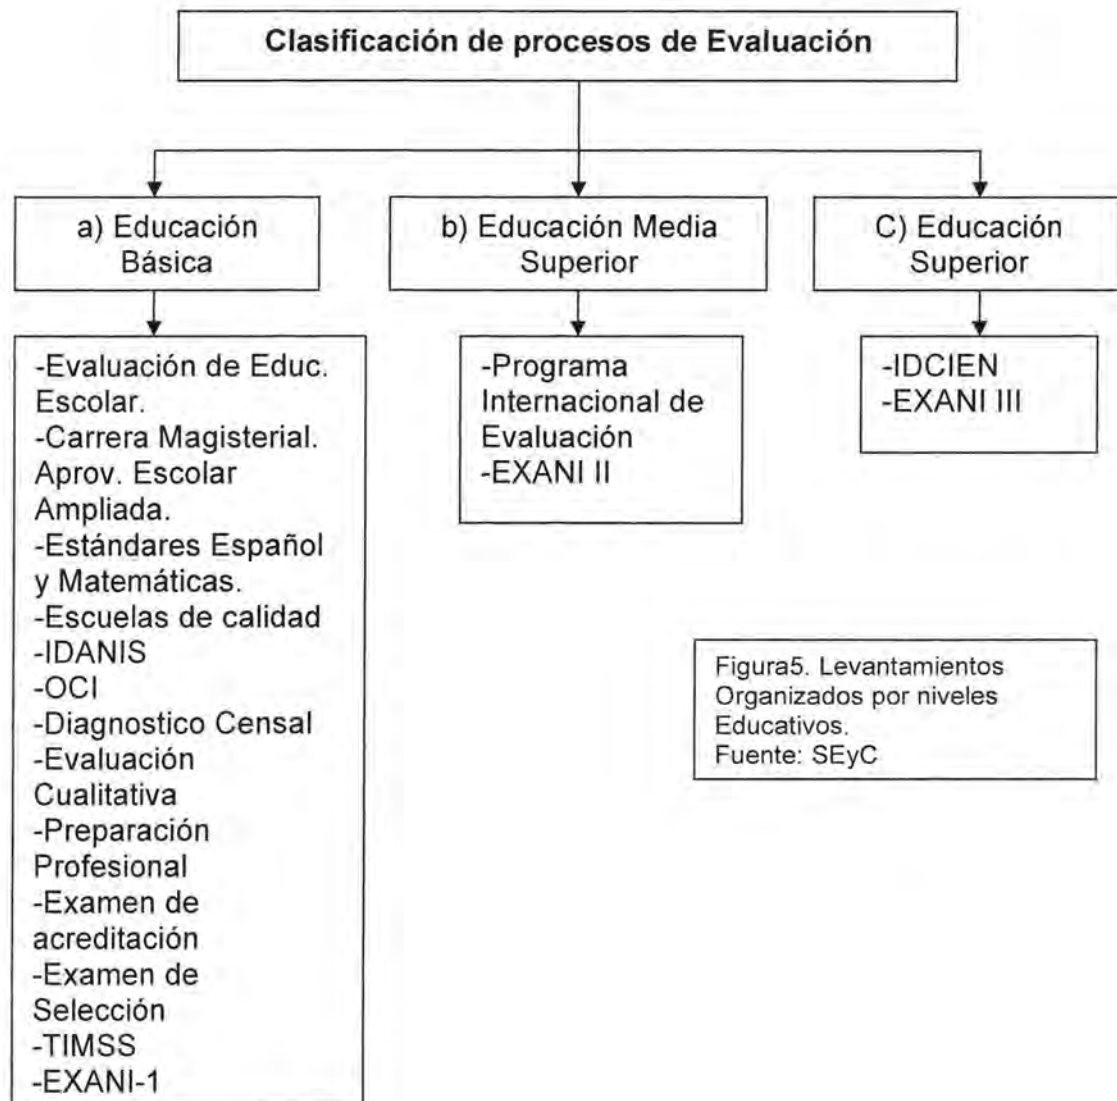 Clasificación de procesos de Evaluación
a) Educación
Básica
b) Educación Media
Superior
C) Educación
Superior
-Evaluación de Educ.
Escolar.
-Carrera Magisterial.
Aprov. Escolar
Ampliada.
-Estándares Español
y Matemáticas.
-Escuelas de calidad
-IDANIS
-OCI
-Diagnostico Censal
-Evaluación
Cualitativa
-Preparación
Profesional
-Examen de
acreditación
-Examen de
Selección
-TIMSS
-EXANI-1
-Programa
Internacional de
Evaluación
-EXANI II
-IDCIEN
-EXANI III
Figura5. Levantamientos
Organizados por niveles
Educativos.
Fuente: SEyC